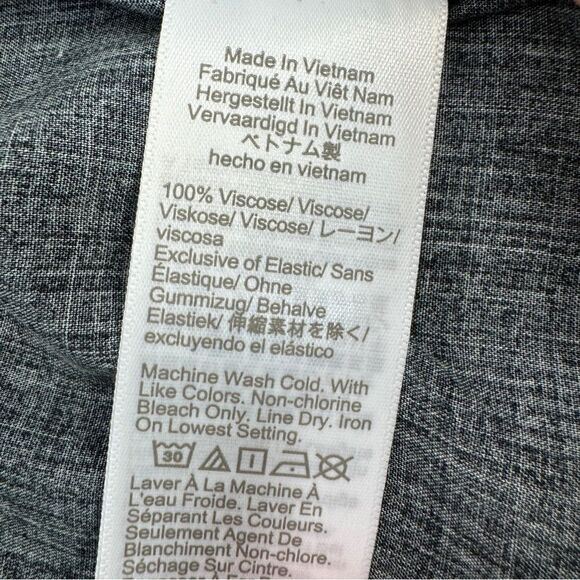 Made In Vietnam
Fabriqué Au Viêt Nam
Hergestellt In Vietnam
Vervaardigd In Vietnam
ベトナム製
hecho en vietnam
100% Viscose/ Viscose/
Viskose/ Viscose/ レーヨン/
viscosa
Exclusive of Elastic/ Sans
Élastique/ Ohne
Gummizug/ Behalve
Elastiek/ 伸縮素材を除く/
excluyendo el elástico
Machine Wash Cold. With
Like Colors. Non-chlorine
Bleach Only. Line Dry. Iron
On Lowest Setting.
30
Laver À La Machine À
L'eau Froide. Laver En
Séparant Les Couleurs.
Seulement Agent De
Blanchiment Non-chlore.
Séchage Sur Cintre.